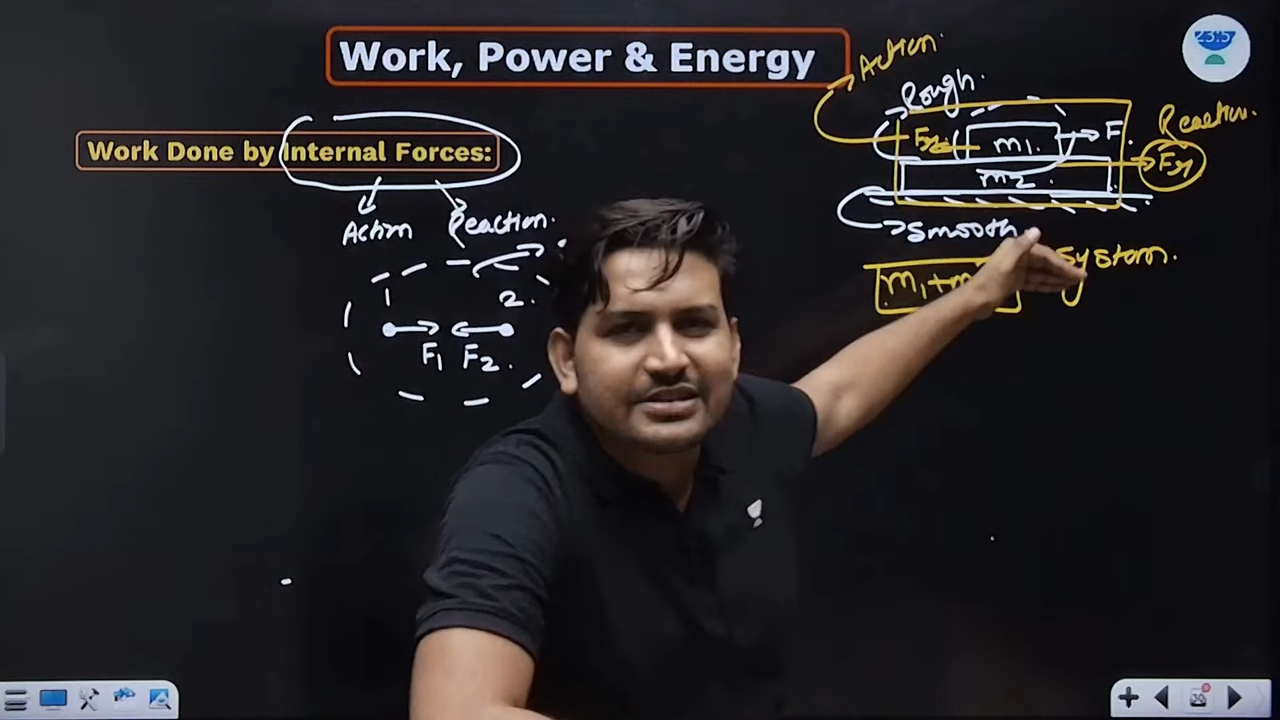 Work, Power & Energy
Work Done by Internal Forces:
Action
Reaction.
1
2.
F1
F2.
Action.
Rough.
Reaction.
m1.
F.
Fr
m2
smooth.
system.